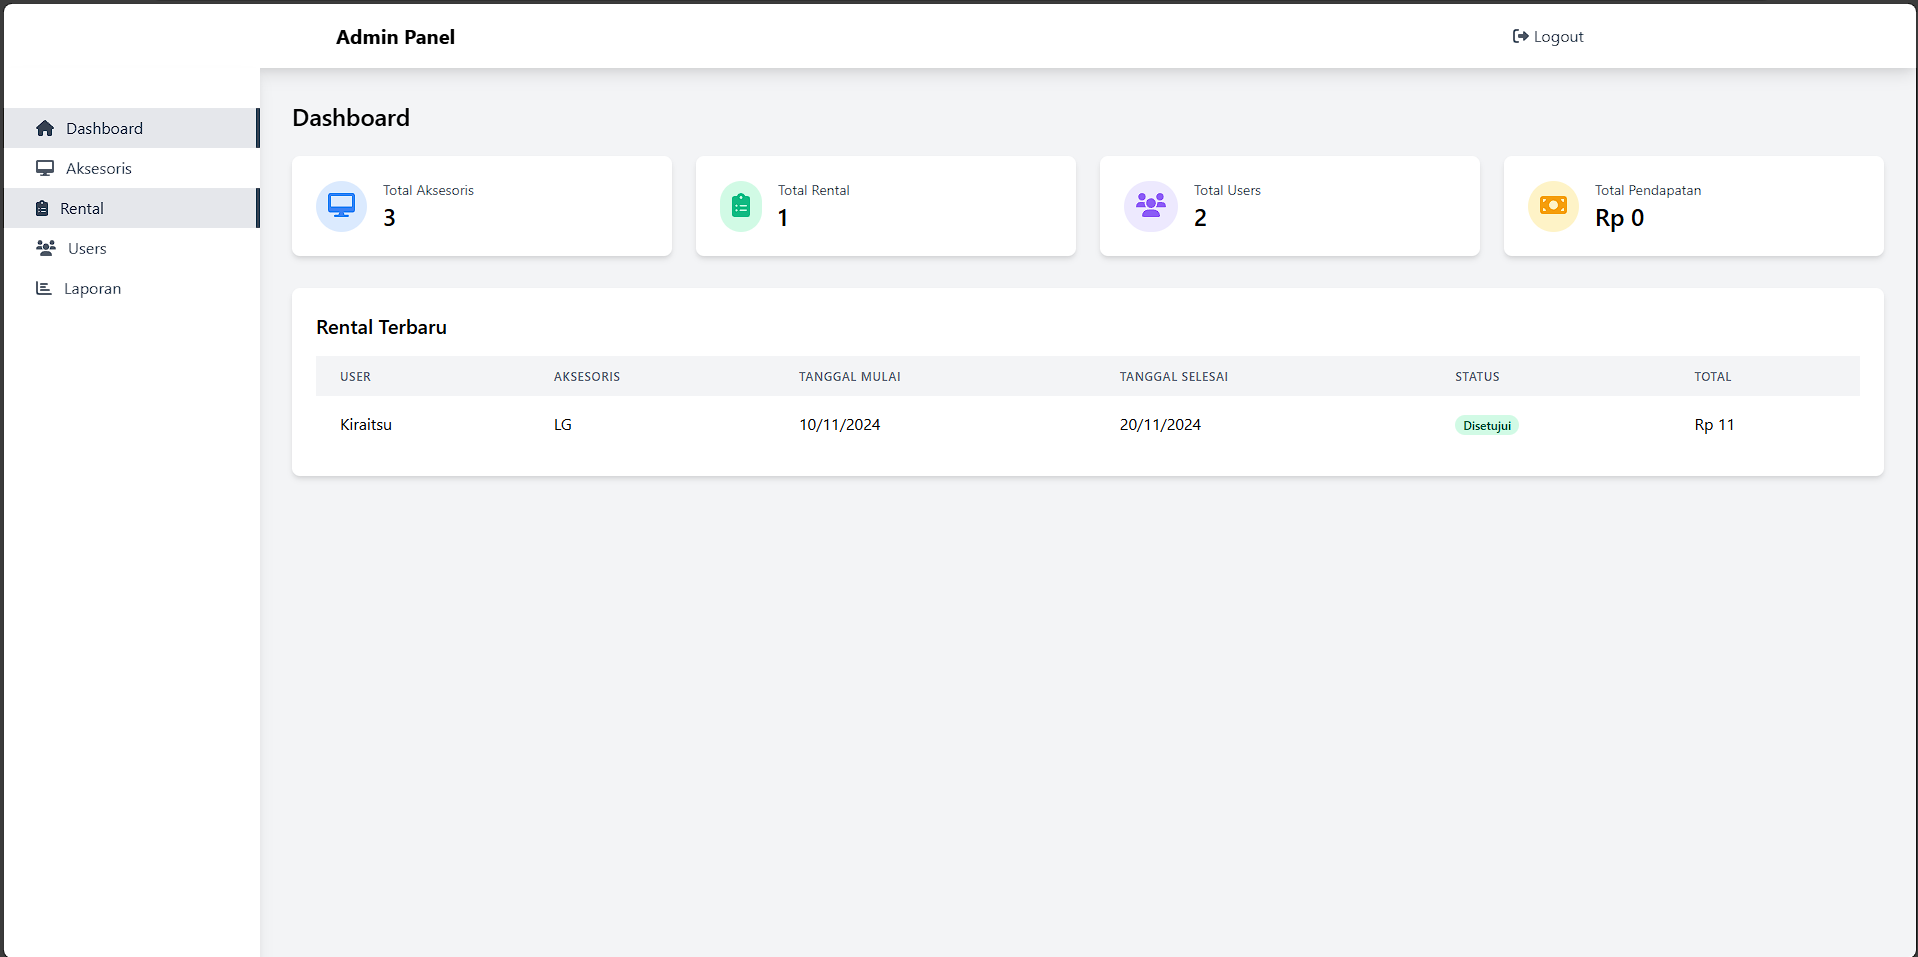 Admin Panel
Logout
Dashboard
Aksesoris
Rental
Users
Laporan
Dashboard
Total Aksesoris
3
Total Rental
1
Total Users
2
Total Pendapatan
Rp 0
Rental Terbaru
USER AKSESORIS TANGGAL MULAI TANGGAL SELESAI STATUS TOTAL
Kiraitsu LG 10/11/2024 20/11/2024 Disetujui Rp 11